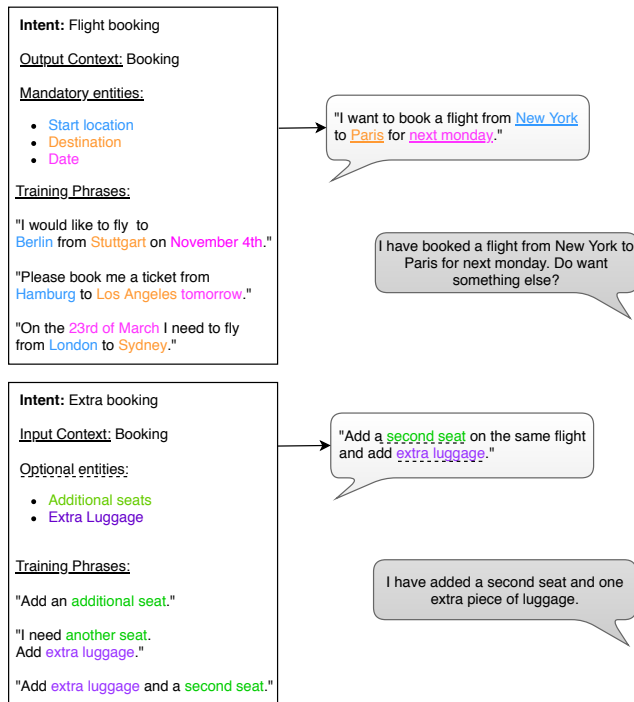 Intent: Flight booking
Output Context: Booking
Mandatory entities:
Start location
Destination
Date
Training Phrases:
"I would like to fly to
Berlin from Stuttgart on November 4th."
"Please book me a ticket from
Hamburg to Los Angeles tomorrow."
"On the 23rd of March I need to fly
from London to Sydney."
"I want to book a flight from New York
to Paris for next monday."
I have booked a flight from New York to
Paris for next monday. Do want
something else?
Intent: Extra booking
Input Context: Booking
Optional entities:
Additional seats
Extra Luggage
Training Phrases:
"Add an additional seat."
"I need another seat.
Add extra luggage."
"Add extra luggage and a second seat."
"Add a second seat on the same flight
and add extra luggage."
I have added a second seat and one
extra piece of luggage.